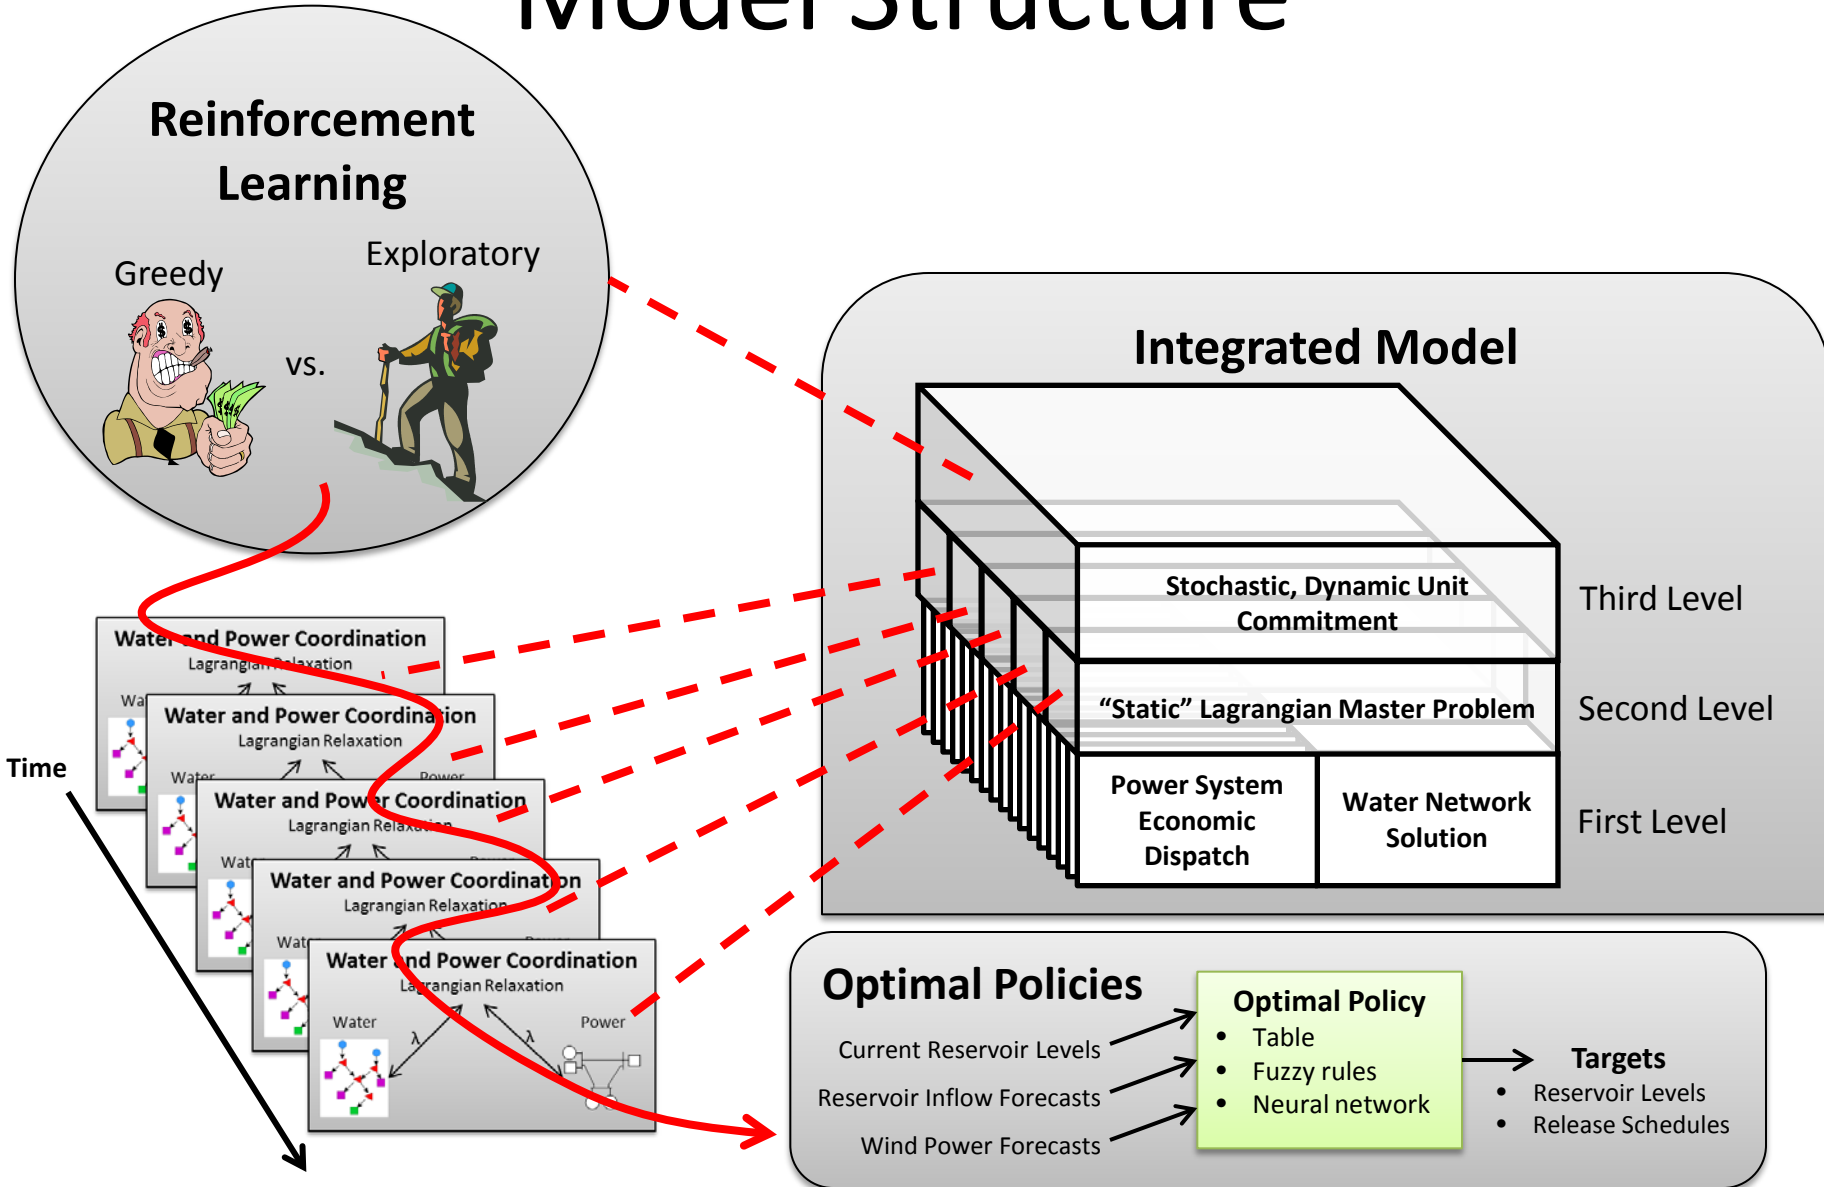 Model Structure
Reinforcement
Learning
Greedy
vs.
Exploratory
Integrated Model
Stochastic, Dynamic Unit
Commitment
Third Level
"Static" Lagrangian Master Problem
Second Level
Power System
Economic
Dispatch
Water Network
Solution
First Level
Time
Water and Power Coordination
Lagrangian Relaxation
Water and Power Coordination
Lagrangian Relaxation
Water
Power
Water and Power Coordination
Lagrangian Relaxation
Water
Water and Power Coordination
Lagrangian Relaxation
Water and Power Coordination
Lagrangian Relaxation
Water
Power
λ
λ
Optimal Policies
Current Reservoir Levels
Reservoir Inflow Forecasts
Wind Power Forecasts
Optimal Policy
• Table
• Fuzzy rules
• Neural network
Targets
• Reservoir Levels
• Release Schedules